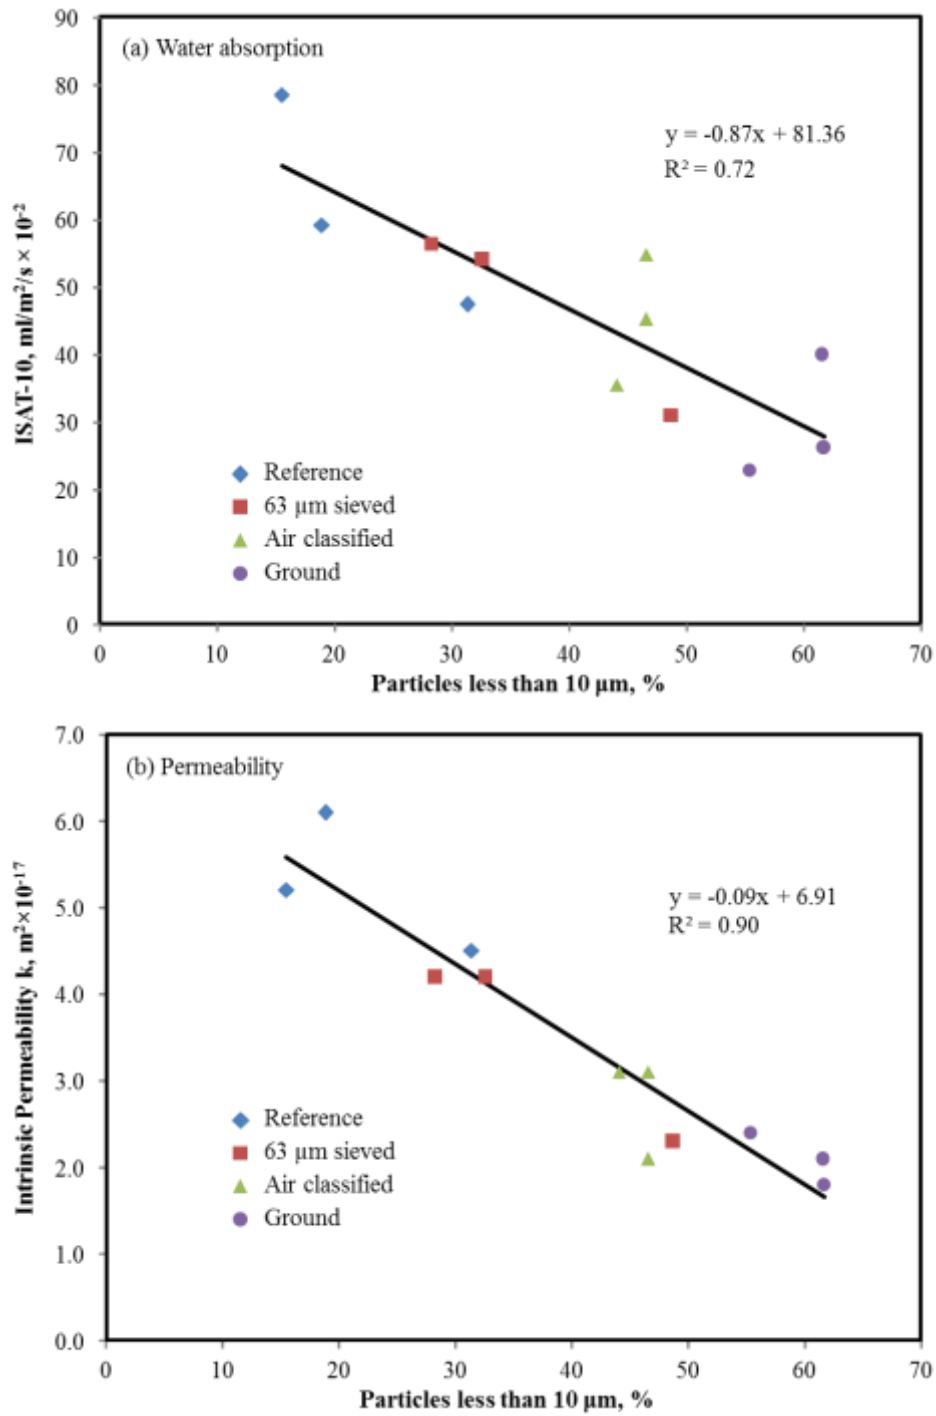 90
(a) Water absorption
80
y = -0.87x + 81.36
70
R² = 0.72
60
50
40
30
Reference
20
63 µm sieved
Air classified
10
Ground
0
ISAT-10, ml/m²/s × 10⁻²
0 10 20 30 40 50 60 70
Particles less than 10 µm, %
7.0
(b) Permeability
6.0
y = -0.09x + 6.91
R² = 0.90
5.0
4.0
3.0
Reference
63 µm sieved
2.0
Air classified
Ground
1.0
0.0
Intrinsic Permeability k, m²×10⁻¹⁷
0 10 20 30 40 50 60 70
Particles less than 10 µm, %